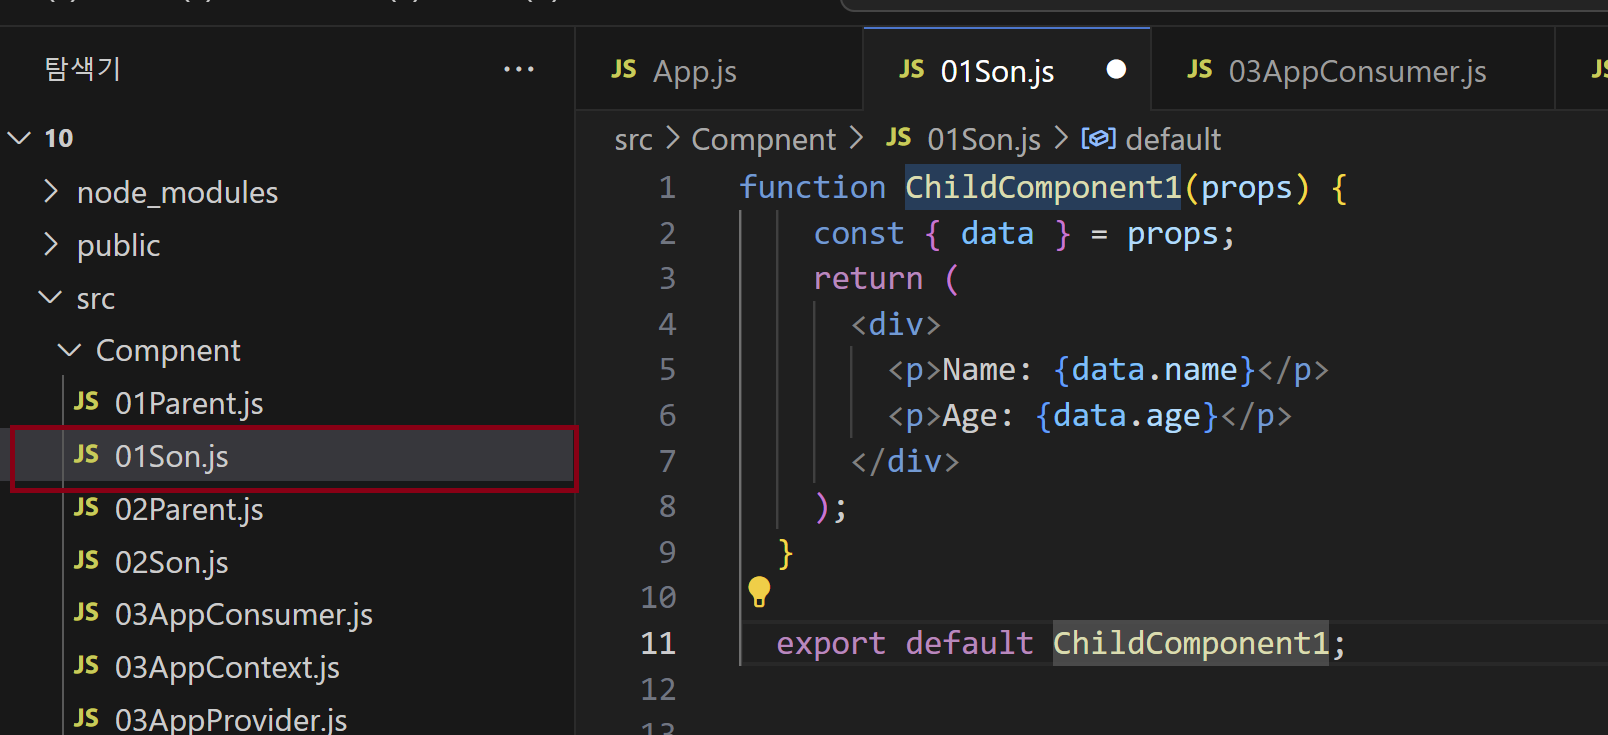 탐색기 ...
10
node_modules
public
src
Compnent
JS 01Parent.js
JS 01Son.js
JS 02Parent.js
JS 02Son.js
JS 03AppConsumer.js
JS 03AppContext.js
JS 03AppProvider.js
JS App.js JS 01Son.js JS 03AppConsumer.js JS
src > Compnent > JS 01Son.js > default
1 function ChildComponent1(props) {
2 const { data } = props;
3 return (
4 <div>
5 <p>Name: {data.name}</p>
6 <p>Age: {data.age}</p>
7 </div>
8 );
9 }
10
11 export default ChildComponent1;
12
13